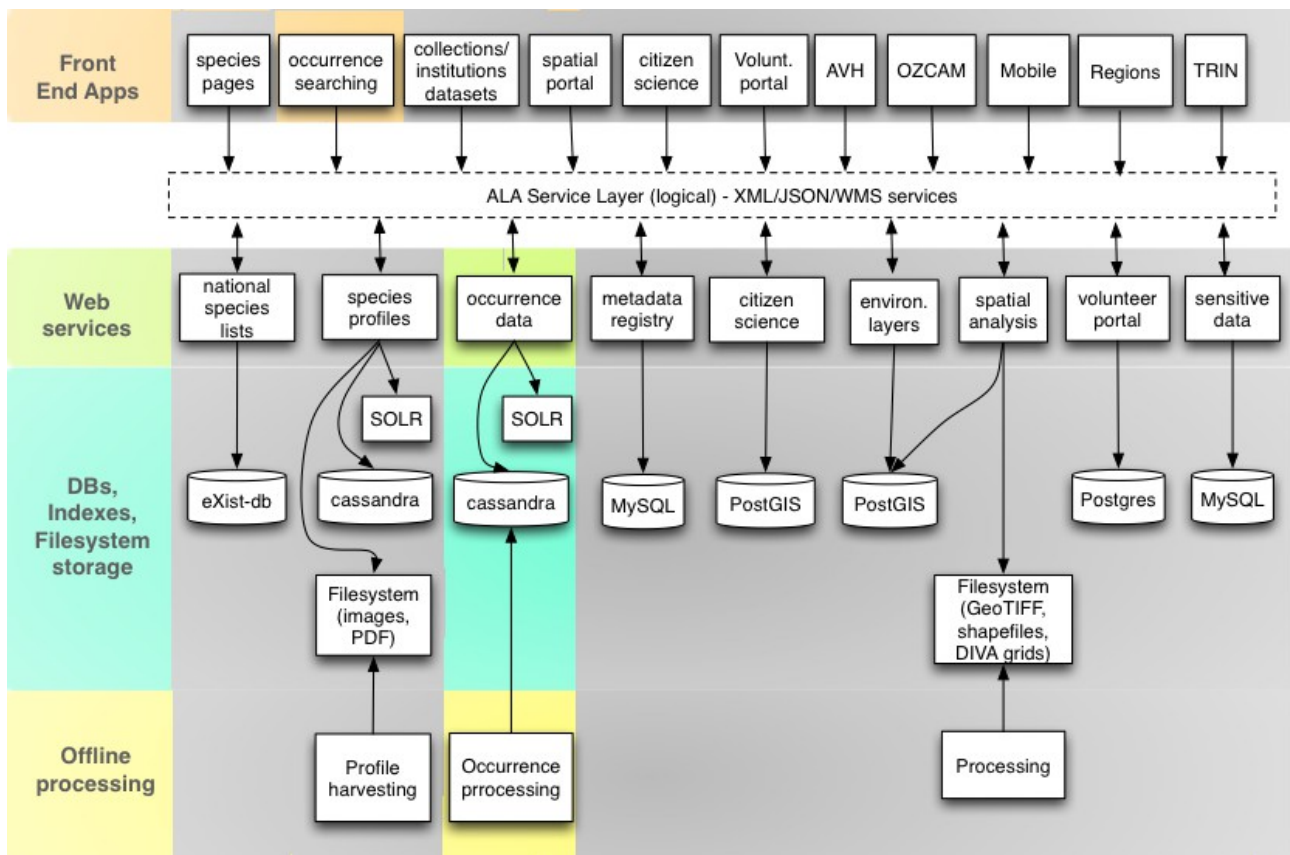 Front
End Apps
species
pages
occurrence
searching
collections/
institutions
datasets
spatial
portal
citizen
science
Volunt.
portal
AVH
OZCAM
Mobile
Regions
TRIN
ALA Service Layer (logical) - XML/JSON/WMS services
Web
services
national
species
lists
species
profiles
occurrence
data
metadata
registry
citizen
science
environ.
layers
spatial
analysis
volunteer
portal
sensitive
data
DBs,
Indexes,
Filesystem
storage
SOLR
SOLR
eXist-db
cassandra
cassandra
MySQL
PostGIS
PostGIS
Postgres
MySQL
Filesystem
(images,
PDF)
Filesystem
(GeoTIFF,
shapefiles,
DIVA grids)
Offline
processing
Profile
harvesting
Occurrence
prrocessing
Processing